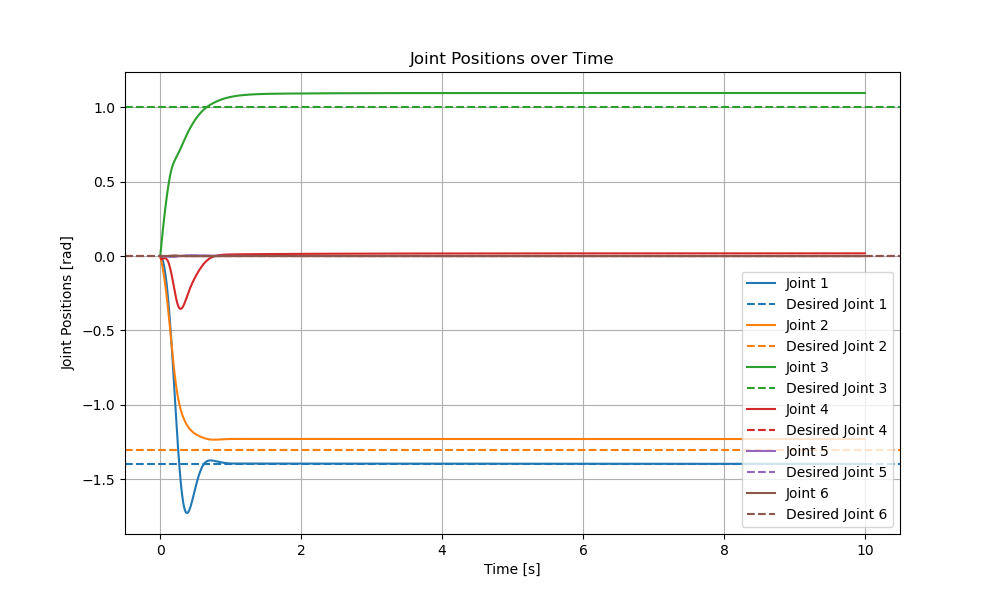 Joint Positions over Time
Joint Positions [rad]
1.0
0.5
0.0
−0.5
−1.0
−1.5
0 2 4 6 8 10
Time [s]
Joint 1
Desired Joint 1
Joint 2
Desired Joint 2
Joint 3
Desired Joint 3
Joint 4
Desired Joint 4
Joint 5
Desired Joint 5
Joint 6
Desired Joint 6